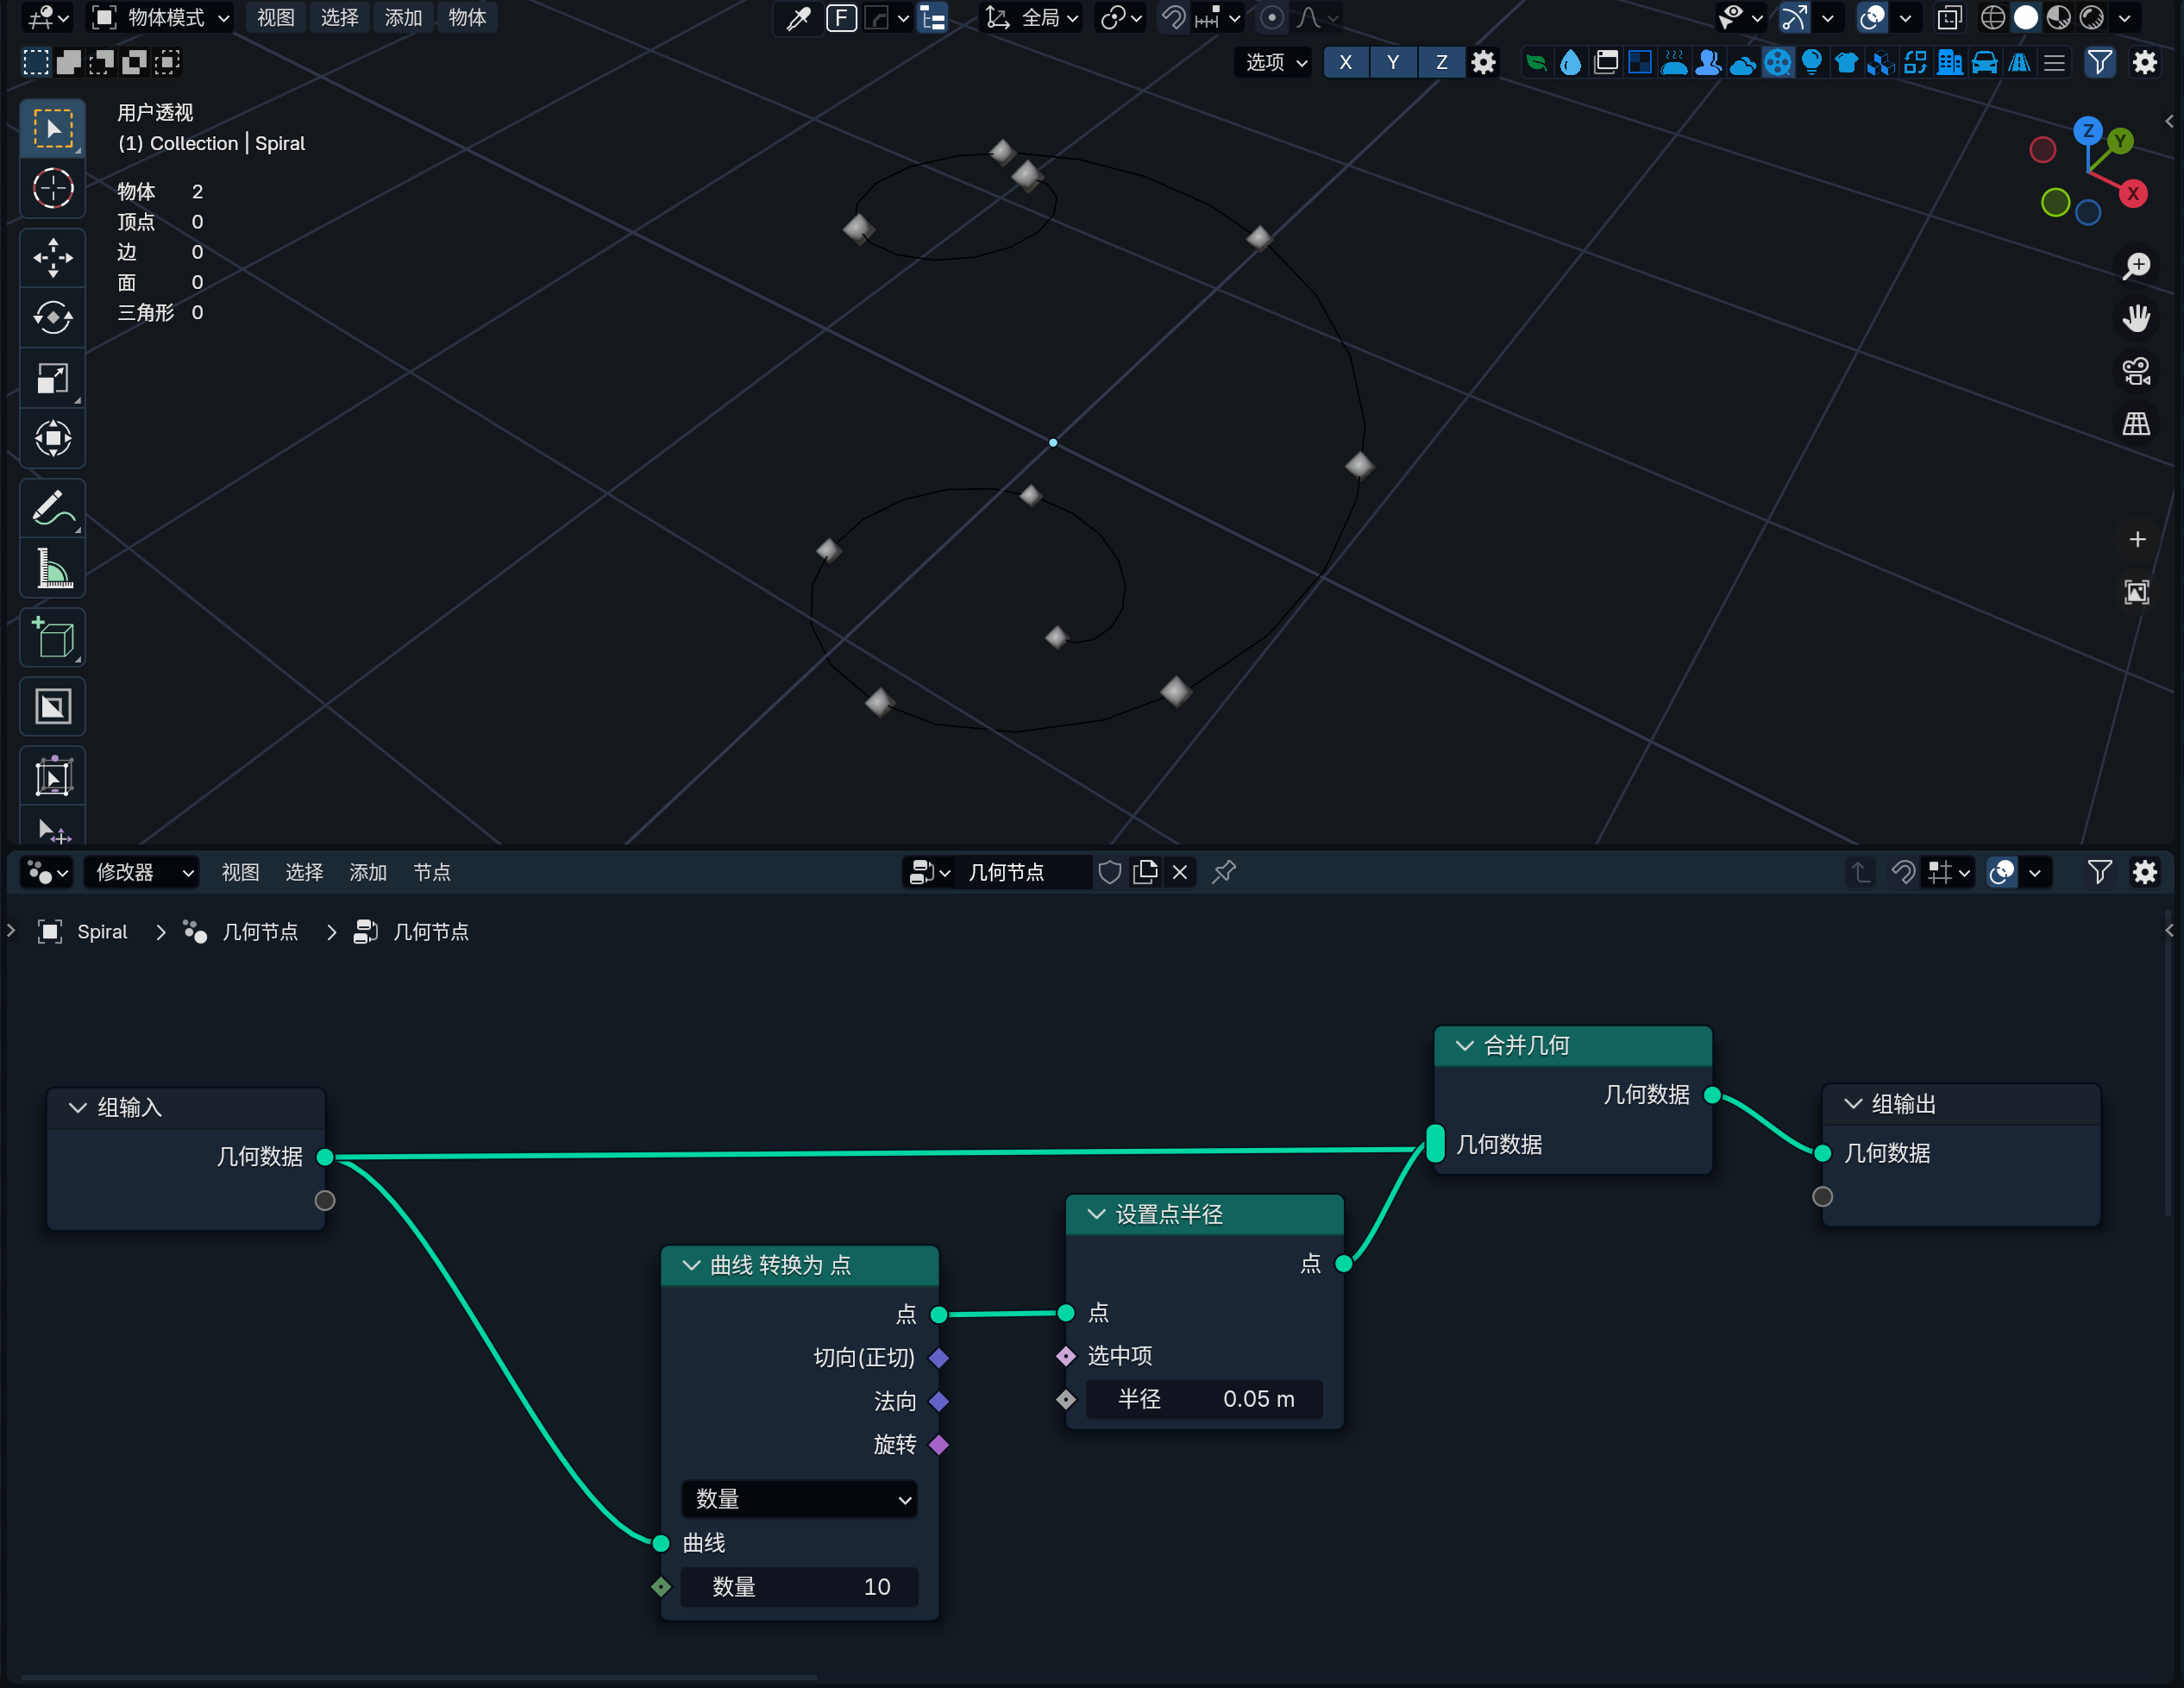 物体模式 视图 选择 添加 物体 F 全局
选项 X Y Z
用户透视
(1) Collection | Spiral
物体 2
顶点 0
边 0
面 0
三角形 0
Z
Y
X
修改器 视图 选择 添加 节点 几何节点
Spiral 几何节点 几何节点
组输入
几何数据
曲线 转换为 点
点
切向(正切)
法向
旋转
数量
曲线
数量 10
设置点半径
点
点
选中项
半径 0.05 m
合并几何
几何数据
几何数据
组输出
几何数据